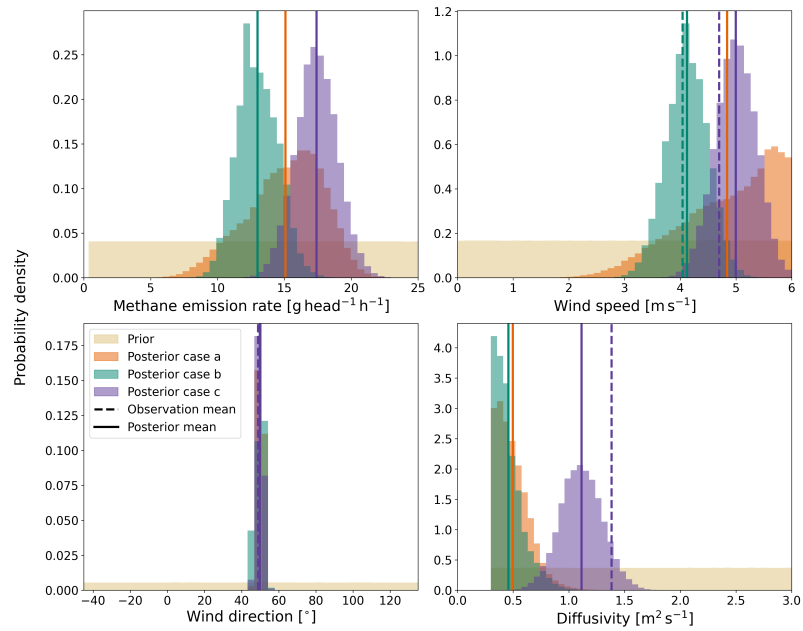 0.25
0.20
0.15
0.10
0.05
0.00
0 5 10 15 20 25
Methane emission rate [g head⁻¹ h⁻¹]
1.2
1.0
0.8
0.6
0.4
0.2
0.0
0 1 2 3 4 5 6
Wind speed [m s⁻¹]
Probability density
0.175
0.150
0.125
0.100
0.075
0.050
0.025
0.000
Prior
Posterior case a
Posterior case b
Posterior case c
Observation mean
Posterior mean
−40 −20 0 20 40 60 80 100 120
Wind direction [°]
4.0
3.5
3.0
2.5
2.0
1.5
1.0
0.5
0.0
0.0 0.5 1.0 1.5 2.0 2.5 3.0
Diffusivity [m² s⁻¹]